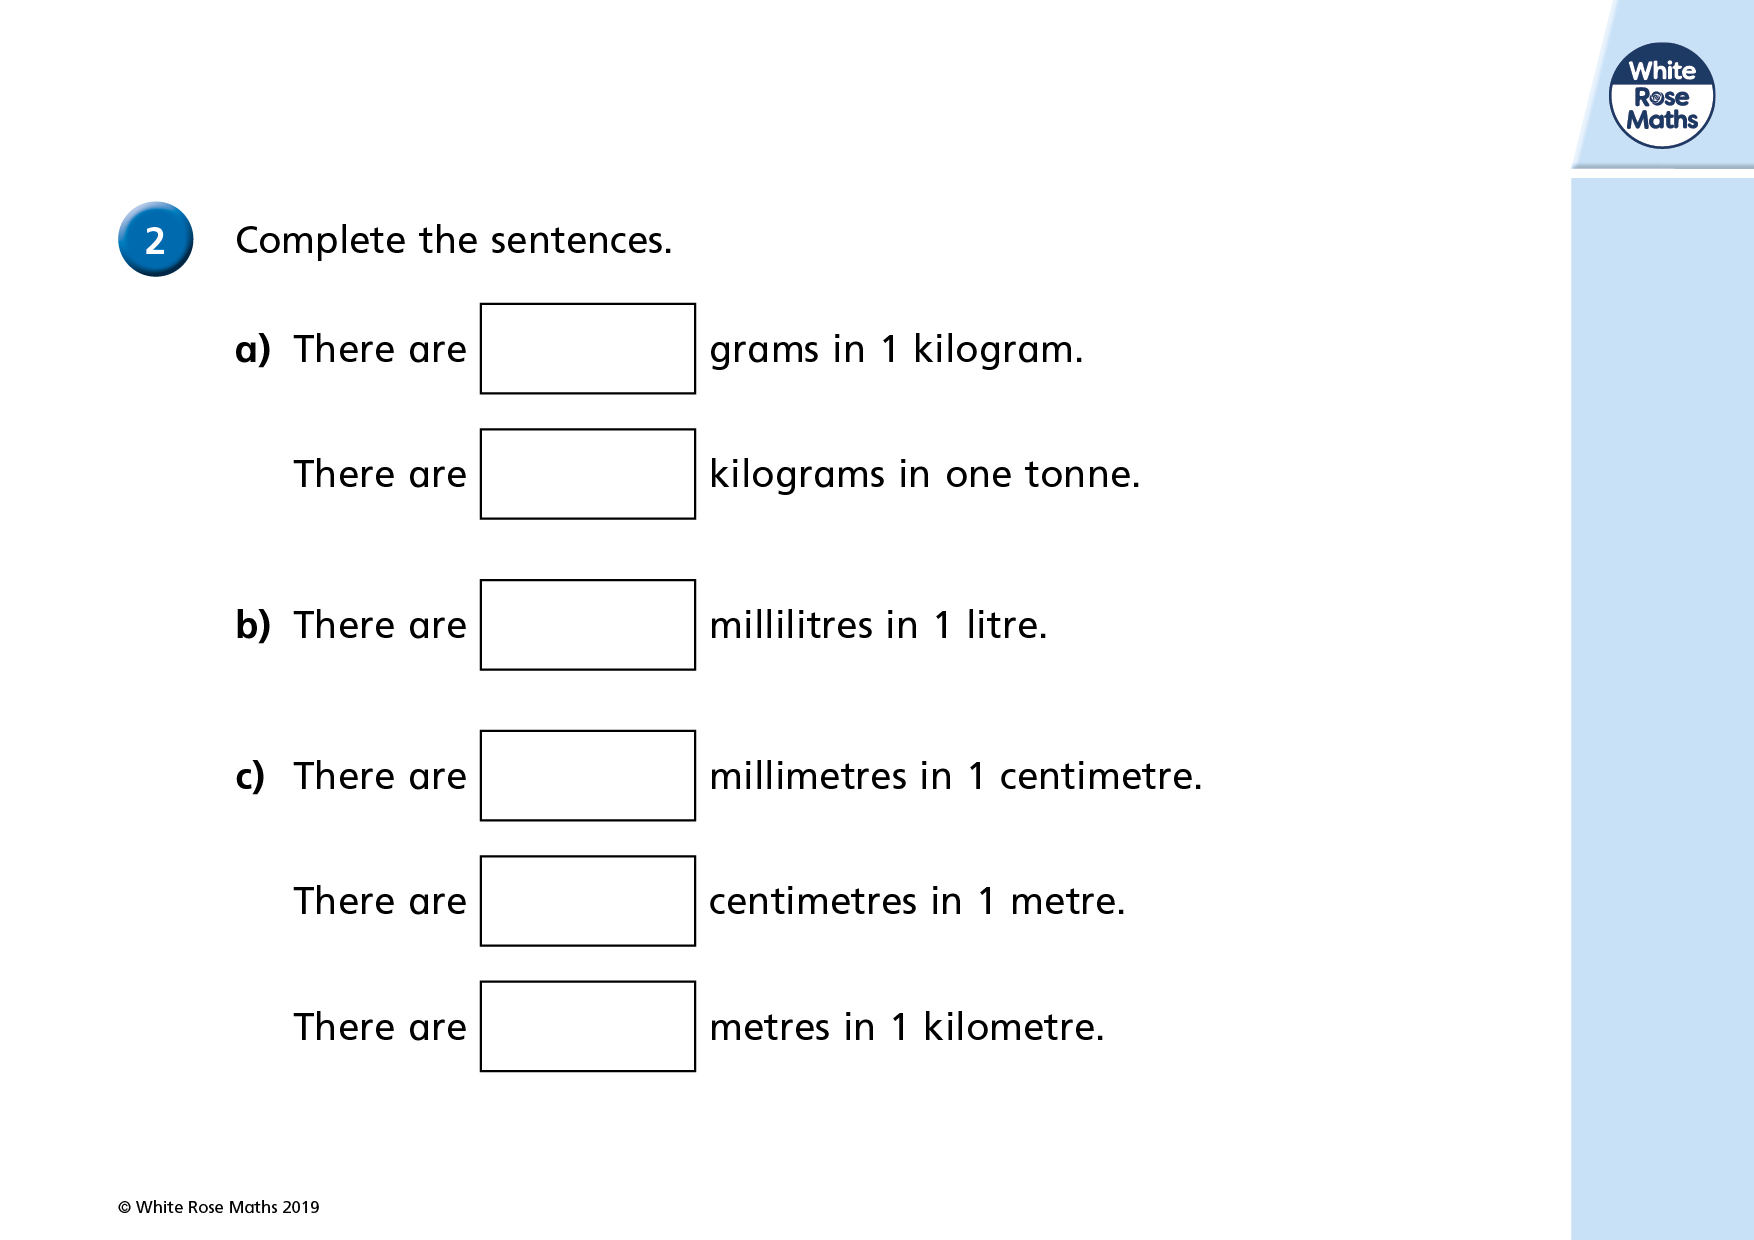 White
Rose
Maths
2 Complete the sentences.
a) There are grams in 1 kilogram.
There are kilograms in one tonne.
b) There are millilitres in 1 litre.
c) There are millimetres in 1 centimetre.
There are centimetres in 1 metre.
There are metres in 1 kilometre.
© White Rose Maths 2019